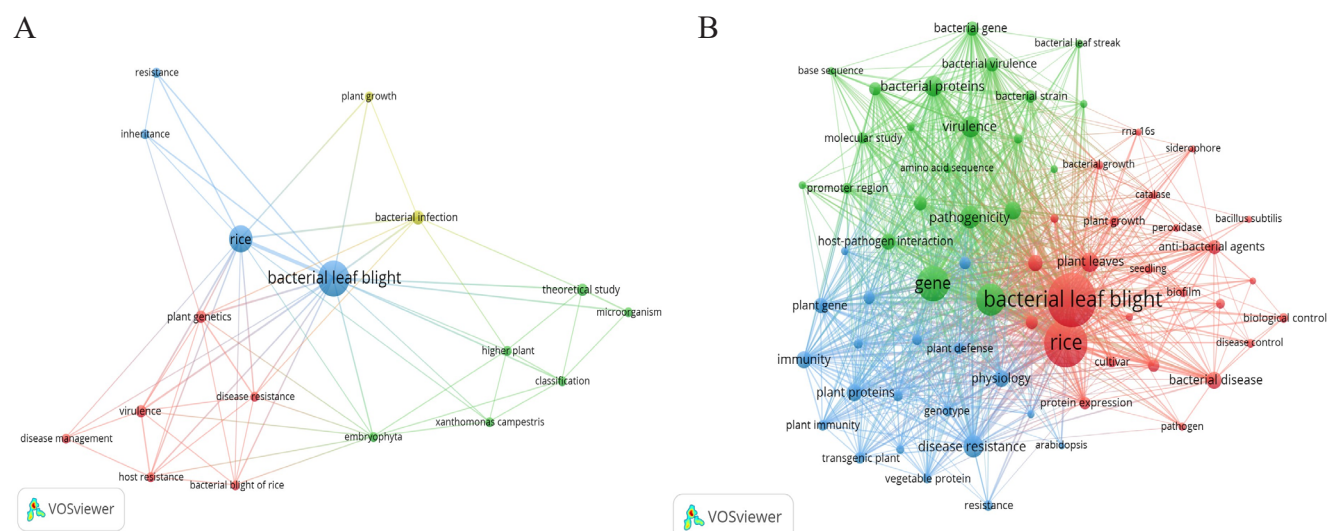 A
resistance
plant growth
inheritance
bacterial infection
rice
bacterial leaf blight
theoretical study
microorganism
plant genetics
higher plant
classification
disease resistance
virulence
xanthomonas campestris
disease management
embryophyta
host resistance
bacterial blight of rice
VOSviewer
B
bacterial gene
bacterial leaf streak
base sequence
bacterial virulence
bacterial proteins
bacterial strain
virulence
rna 16s
molecular study
siderophore
amino acid sequence
bacterial growth
promoter region
catalase
pathogenicity
plant growth
bacillus subtilis
peroxidase
host-pathogen interaction
anti-bacterial agents
plant leaves
seedling
gene
bacterial leaf blight
biofilm
plant gene
biological control
rice
disease control
plant defense
immunity
cultivar
physiology
bacterial disease
plant proteins
protein expression
genotype
plant immunity
pathogen
disease resistance
arabidopsis
transgenic plant
vegetable protein
resistance
VOSviewer